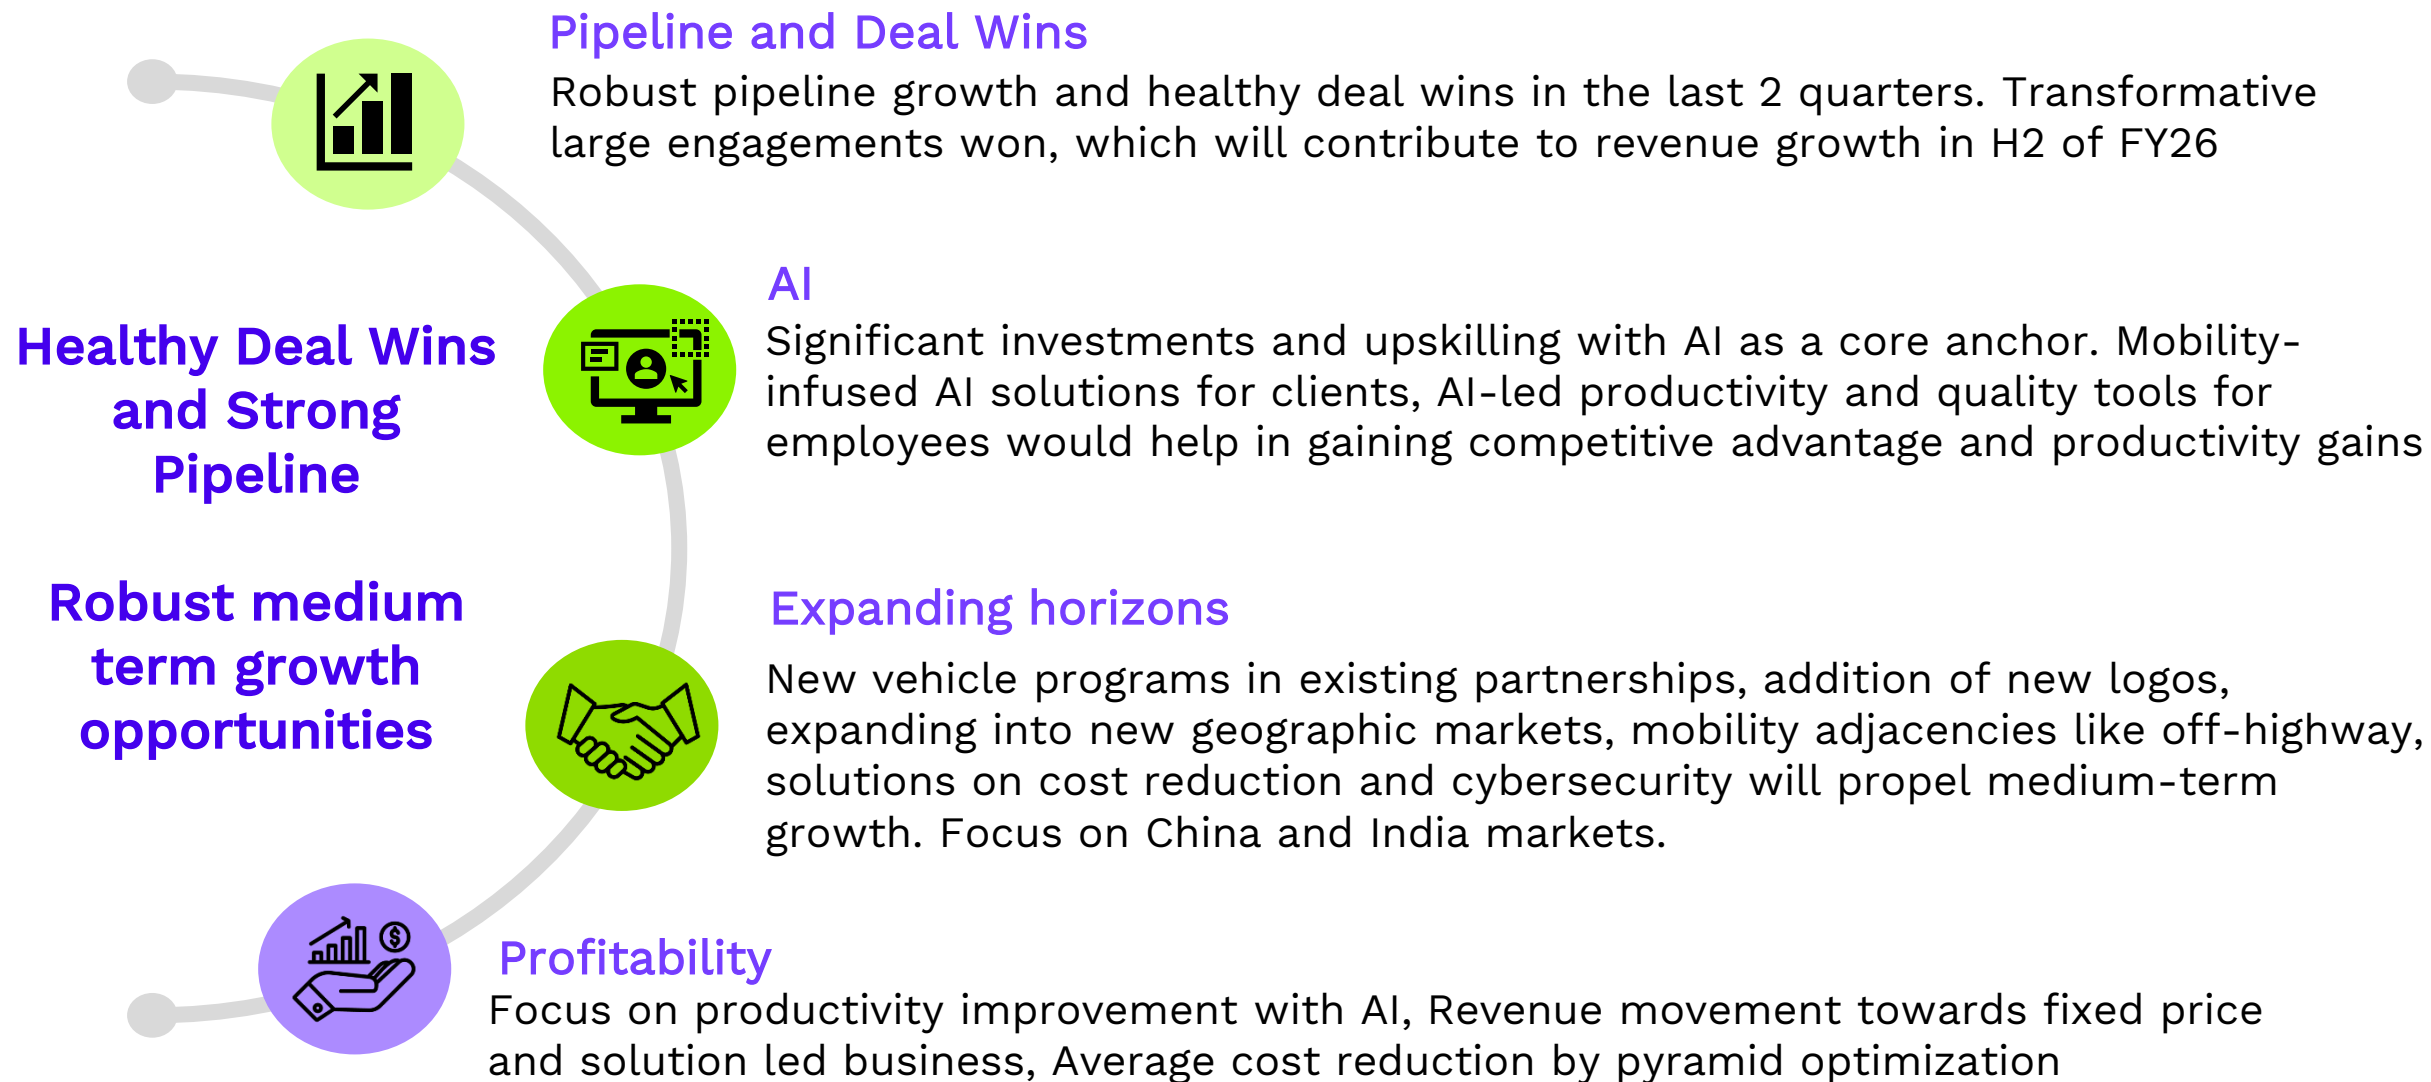 Pipeline and Deal Wins
Robust pipeline growth and healthy deal wins in the last 2 quarters. Transformative
large engagements won, which will contribute to revenue growth in H2 of FY26
Healthy Deal Wins
and Strong
Pipeline
Robust medium
term growth
opportunities
AI
Significant investments and upskilling with AI as a core anchor. Mobility-
infused AI solutions for clients, AI-led productivity and quality tools for
employees would help in gaining competitive advantage and productivity gains
Expanding horizons
New vehicle programs in existing partnerships, addition of new logos,
expanding into new geographic markets, mobility adjacencies like off-highway,
solutions on cost reduction and cybersecurity will propel medium-term
growth. Focus on China and India markets.
Profitability
Focus on productivity improvement with AI, Revenue movement towards fixed price
and solution led business, Average cost reduction by pyramid optimization